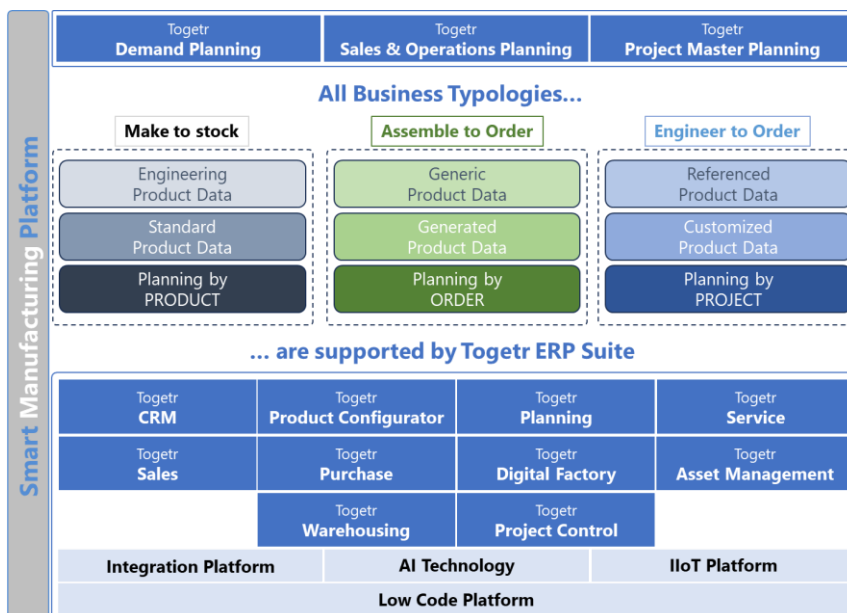 Smart Manufacturing Platform
Togetr
Demand Planning
Togetr
Sales & Operations Planning
Togetr
Project Master Planning
All Business Typologies...
Make to stock
Engineering
Product Data
Standard
Product Data
Planning by
PRODUCT
Assemble to Order
Generic
Product Data
Generated
Product Data
Planning by
ORDER
Engineer to Order
Referenced
Product Data
Customized
Product Data
Planning by
PROJECT
... are supported by Togetr ERP Suite
Togetr
CRM
Togetr
Product Configurator
Togetr
Planning
Togetr
Service
Togetr
Sales
Togetr
Purchase
Togetr
Digital Factory
Togetr
Asset Management
Togetr
Warehousing
Togetr
Project Control
Integration Platform
AI Technology
IIoT Platform
Low Code Platform